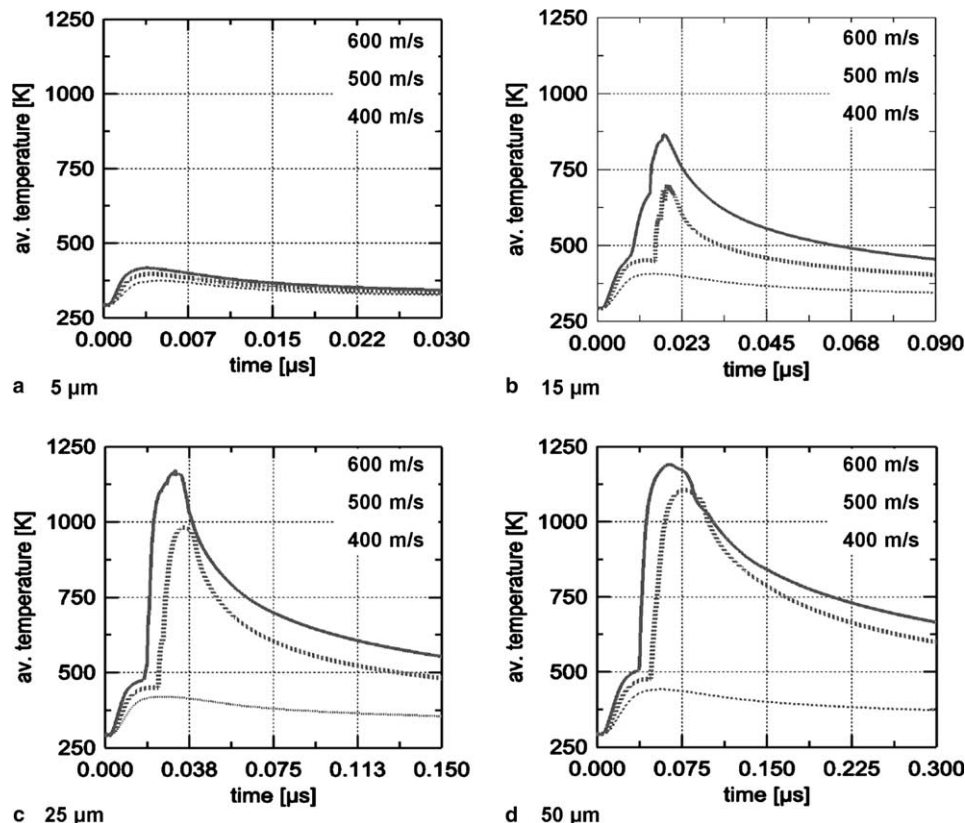 1250
1000
750
500
250
av. temperature [K]
600 m/s
500 m/s
400 m/s
0.000 0.007 0.015 0.022 0.030
time [µs]
a 5 µm
1250
1000
750
500
250
av. temperature [K]
600 m/s
500 m/s
400 m/s
0.000 0.023 0.045 0.068 0.090
time [µs]
b 15 µm
1250
1000
750
500
250
av. temperature [K]
600 m/s
500 m/s
400 m/s
0.000 0.038 0.075 0.113 0.150
time [µs]
c 25 µm
1250
1000
750
500
250
av. temperature [K]
600 m/s
500 m/s
400 m/s
0.000 0.075 0.150 0.225 0.300
time [µs]
d 50 µm